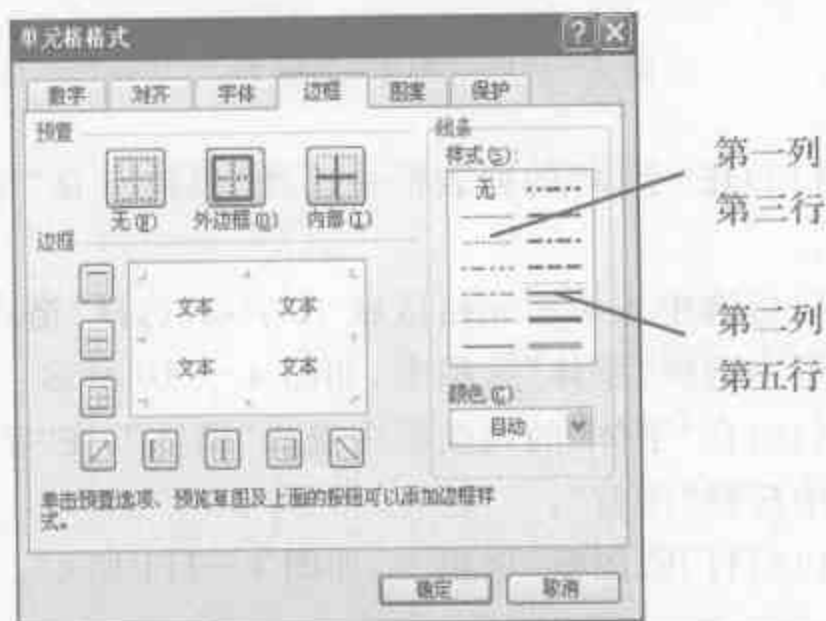 单元格格式
数字 对齐 字体 边框 图案 保护
预置
无(N) 外边框(O) 内部(I)
边框
文本 文本
文本 文本
线条
样式(S):
无
颜色(C):
自动
单击预置选项、预览草图及上面的按钮可以添加边框样
式。
确定 取消
第一列
第三行
第二列
第五行